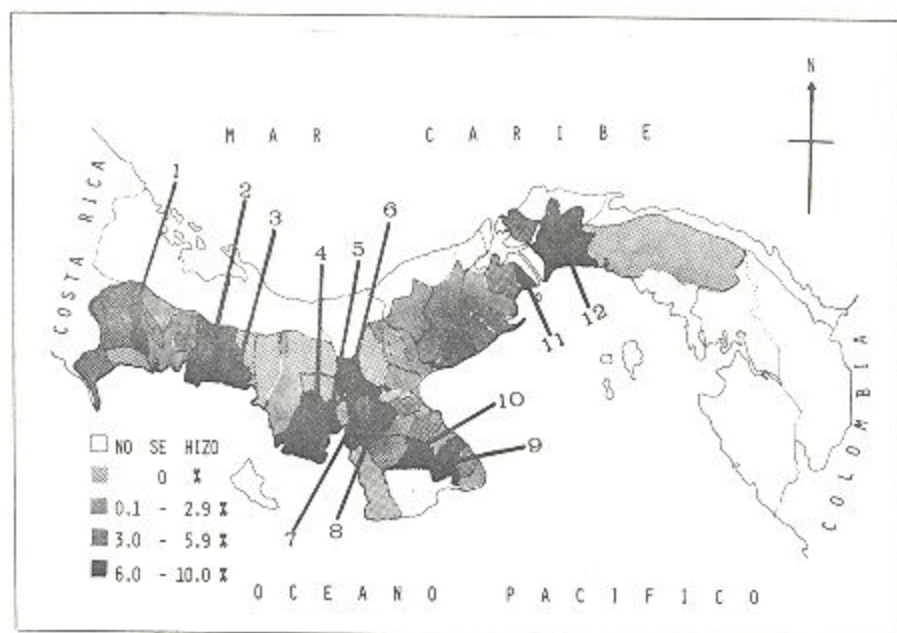 N
MAR CARIBE
COSTA RICA
1
2
3
4
5
6
7
8
9
10
11
12
COLOMBIA
NO SE HIZO
0 %
0.1 - 2.9 %
3.0 - 5.9 %
6.0 - 10.0 %
OCEANO PACIFICO